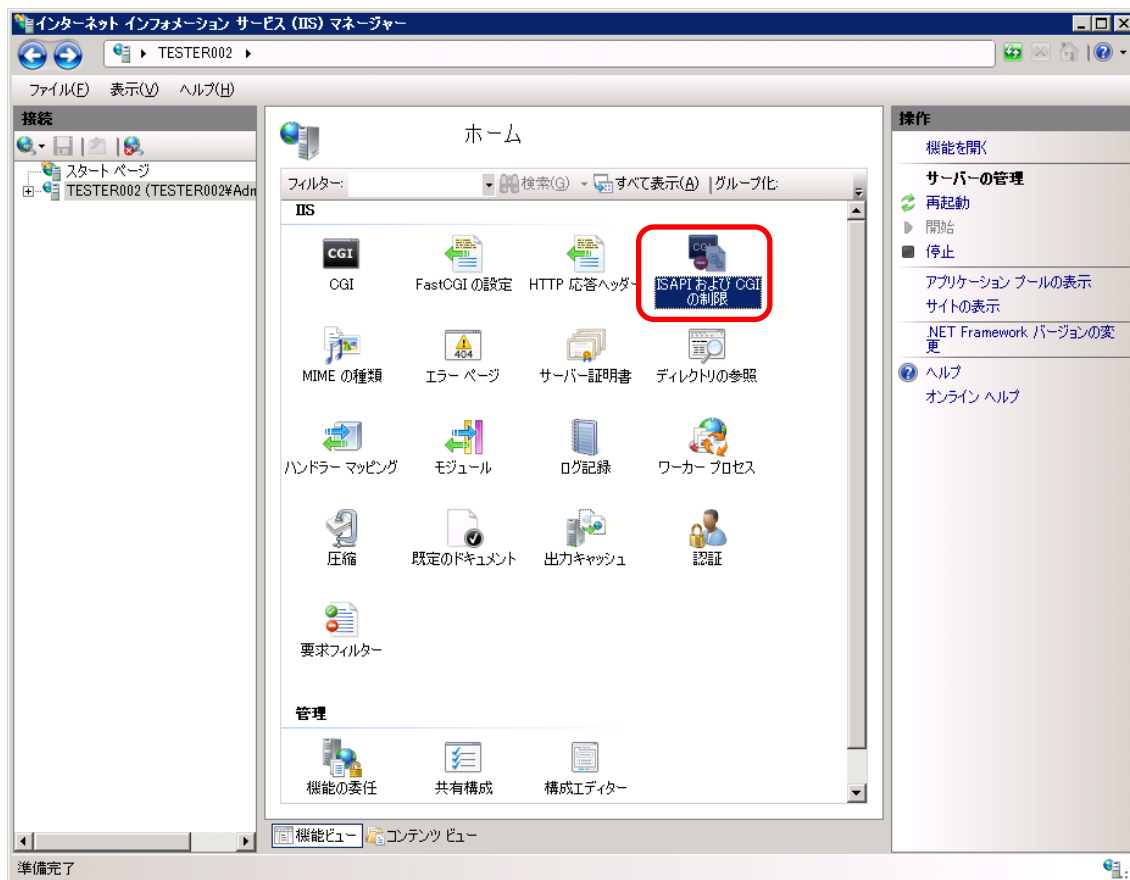 インターネット インフォメーション サービス (IIS) マネージャー
TESTER002
ファイル(F) 表示(V) ヘルプ(H)
接続
スタート ページ
TESTER002 (TESTER002¥Adn
ホーム
フィルター: 検索(G) すべて表示(A) グループ化:
IIS
CGI
CGI
FastCGI の設定
HTTP 応答ヘッダー
ISAPI および CGI
の制限
MIME の種類
404
エラー ページ
サーバー証明書
ディレクトリの参照
ハンドラー マッピング
モジュール
ログ記録
ワーカー プロセス
圧縮
既定のドキュメント
出力キャッシュ
認証
要求フィルター
管理
機能の委任
共有構成
構成エディター
機能ビュー
コンテンツ ビュー
操作
機能を開く
サーバーの管理
再起動
開始
停止
アプリケーション プールの表示
サイトの表示
.NET Framework バージョンの変
更
ヘルプ
オンライン ヘルプ
準備完了